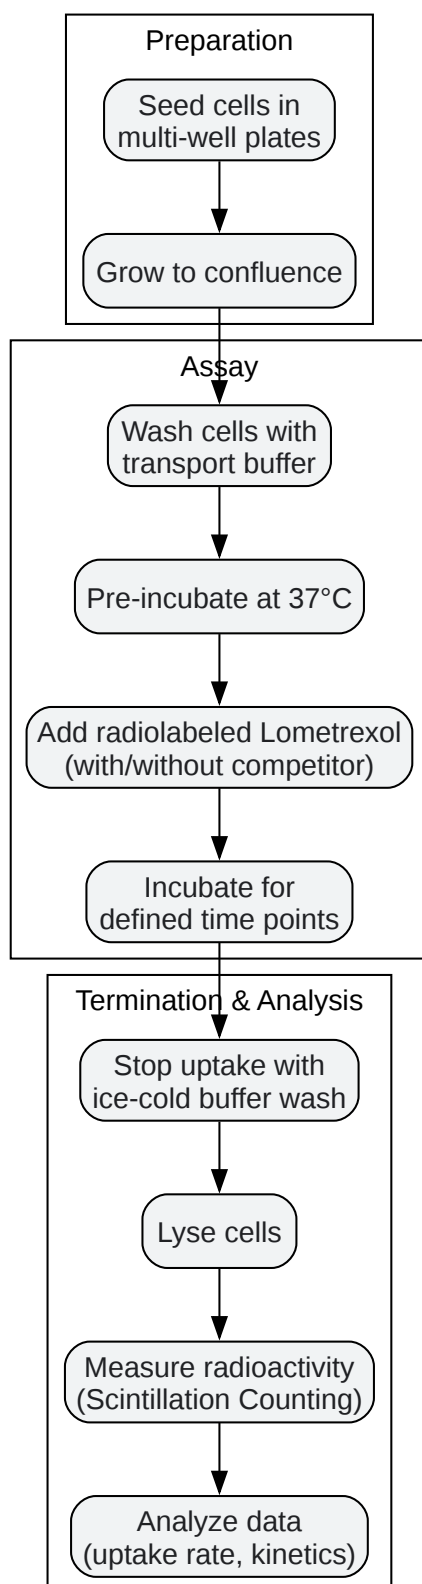 Preparation
Seed cells in
multi-well plates
Grow to confluence
Assay
Wash cells with
transport buffer
Pre-incubate at 37°C
Add radiolabeled Lometrexol
(with/without competitor)
Incubate for
defined time points
Termination & Analysis
Stop uptake with
ice-cold buffer wash
Lyse cells
Measure radioactivity
(Scintillation Counting)
Analyze data
(uptake rate, kinetics)